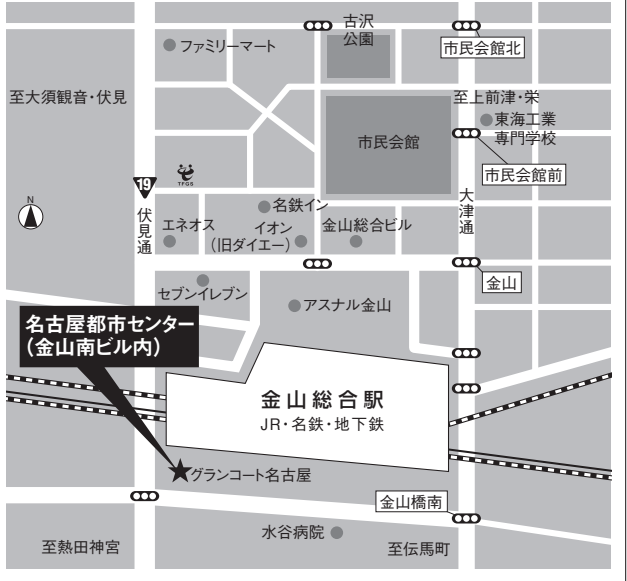 古沢
公園
市民会館北
ファミリーマート
至大須観音・伏見
至上前津・栄
東海工業
専門学校
市民会館
市民会館前
TFGS
19
伏見通
大津通
N
名鉄イン
エネオス
イオン
(旧ダイエー)
金山総合ビル
金山
セブンイレブン
アスナル金山
名古屋都市センター
(金山南ビル内)
金山総合駅
JR・名鉄・地下鉄
グランコート名古屋
金山橋南
水谷病院
至熱田神宮
至伝馬町